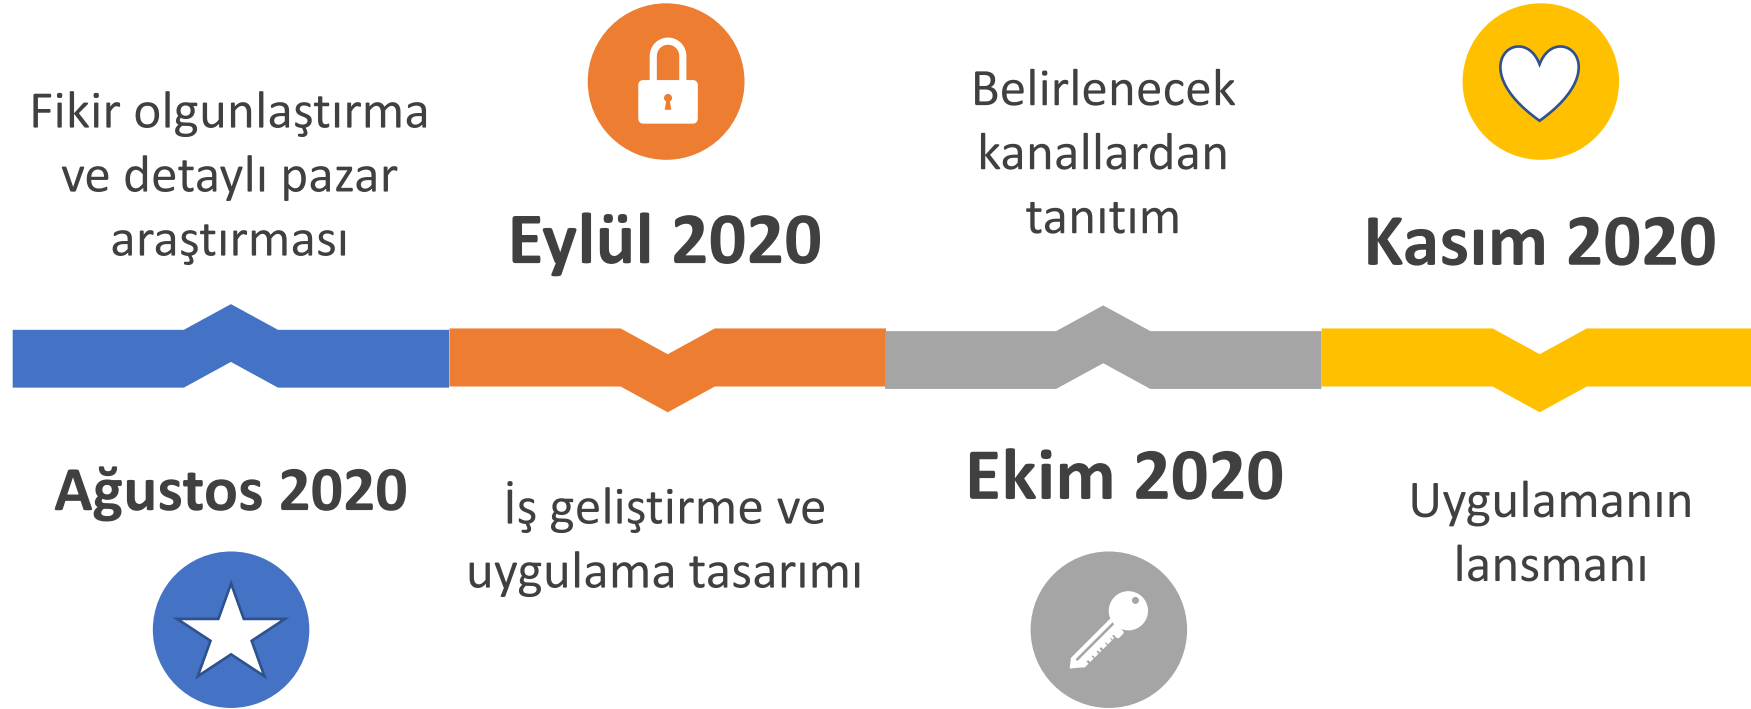 Fikir olgunlaştırma
ve detaylı pazar
araştırması
Ağustos 2020
Eylül 2020
İş geliştirme ve
uygulama tasarımı
Belirlenecek
kanallardan
tanıtım
Ekim 2020
Kasım 2020
Uygulamanın
lansmanı